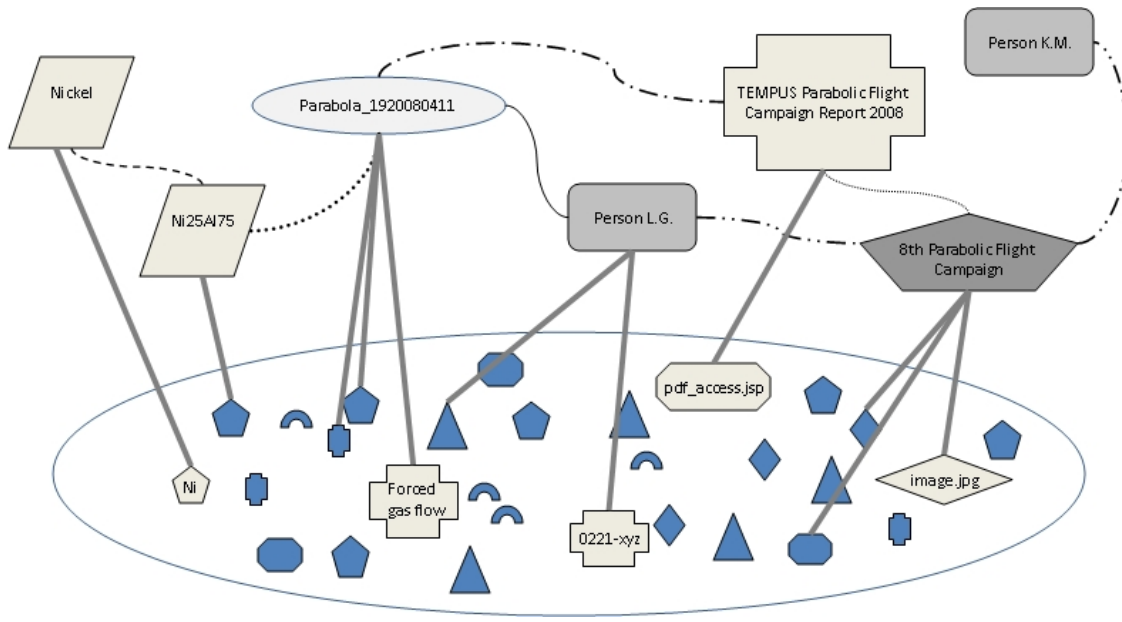 Nickel
Parabola_1920080411
TEMPUS Parabolic Flight
Campaign Report 2008
Person K.M.
Ni25Al75
Person L.G.
8th Parabolic Flight
Campaign
pdf_access.jsp
Ni
Forced
gas flow
0221-xyz
image.jpg